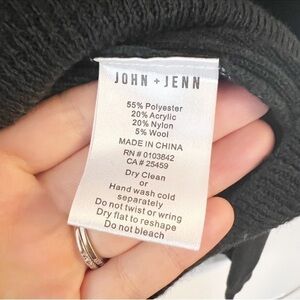 JOHN + JENN
55% Polyester
20% Acrylic
20% Nylon
5% Wool
MADE IN CHINA
RN # 0103842
CA # 25459
Dry Clean
or
Hand wash cold
separately
Do not twist or wring
Dry flat to reshape
Do not bleach